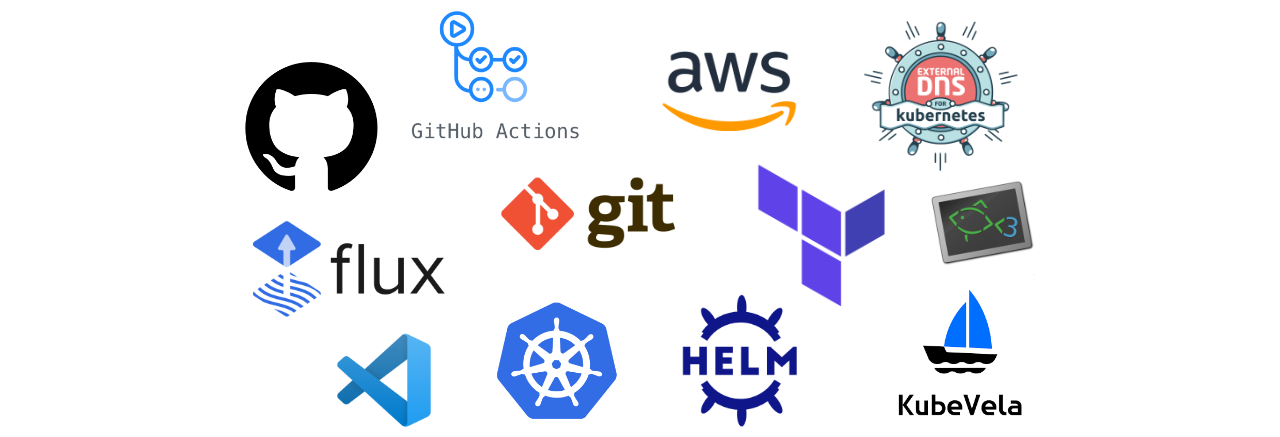 GitHub Actions
aws
EXTERNAL
DNS
FOR
kubernetes
git
3
flux
HELM
KubeVela